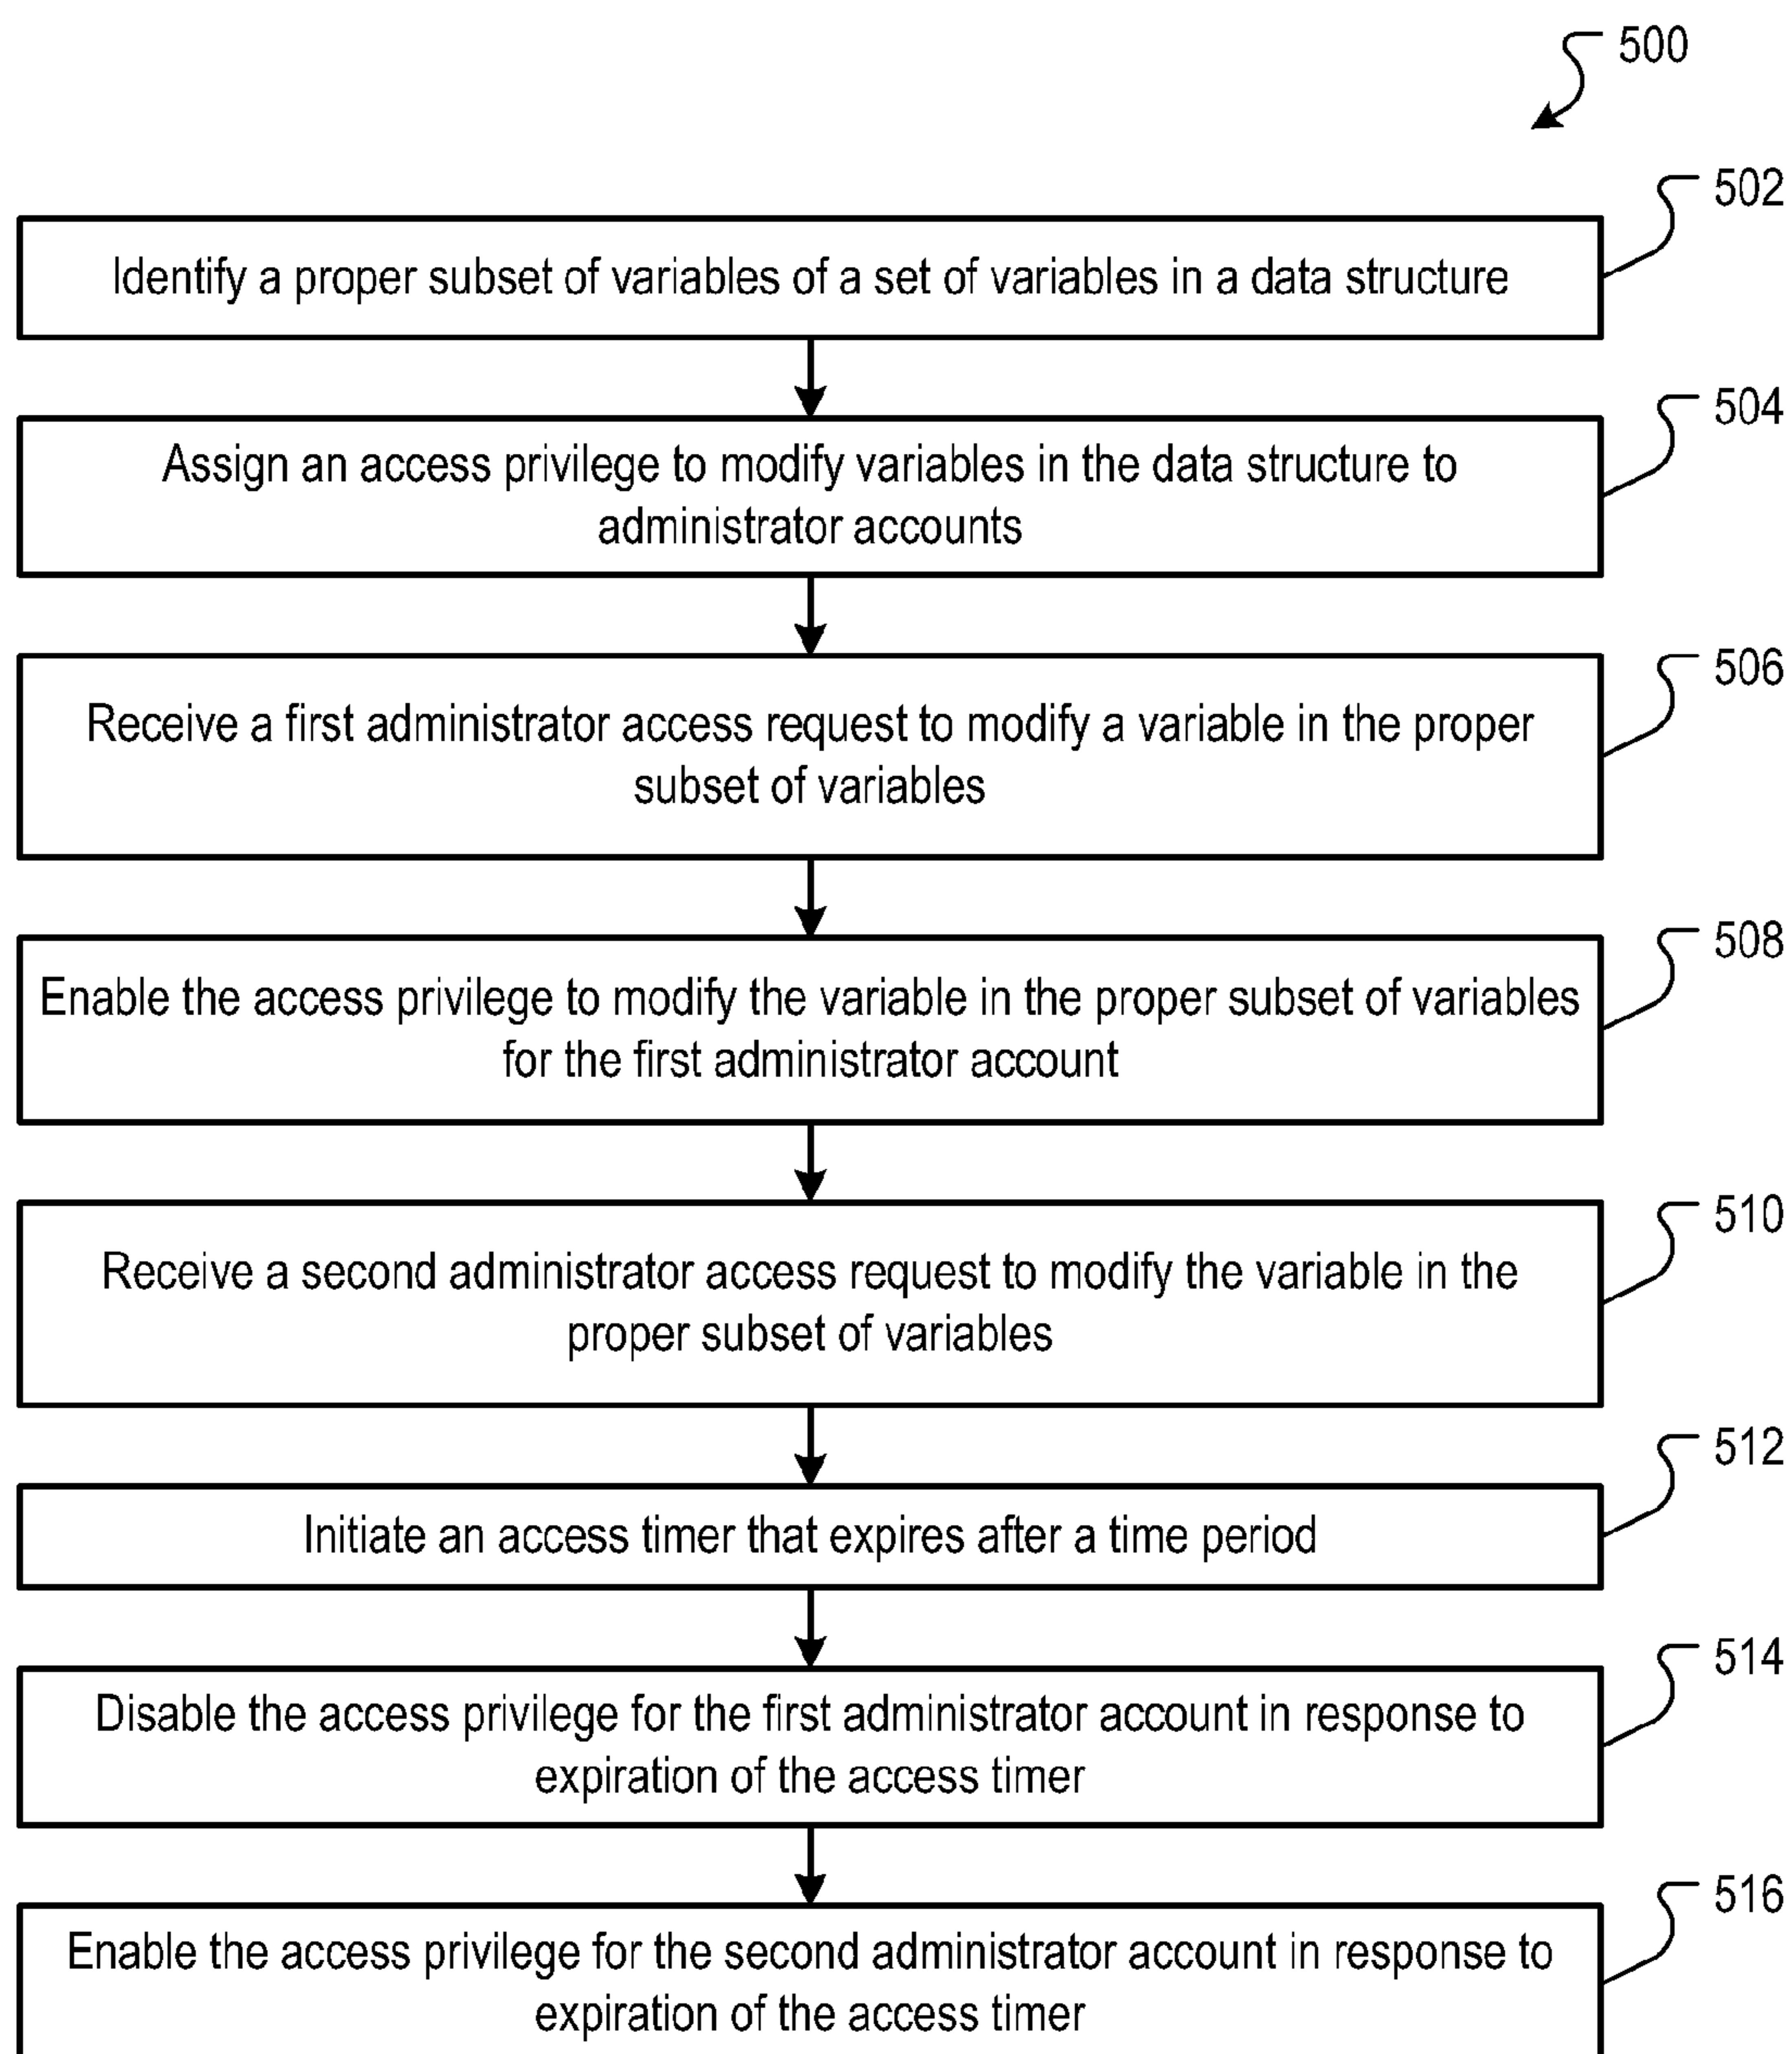 500
502
Identify a proper subset of variables of a set of variables in a data structure
504
Assign an access privilege to modify variables in the data structure to
administrator accounts
506
Receive a first administrator access request to modify a variable in the proper
subset of variables
508
Enable the access privilege to modify the variable in the proper subset of variables
for the first administrator account
510
Receive a second administrator access request to modify the variable in the
proper subset of variables
512
Initiate an access timer that expires after a time period
514
Disable the access privilege for the first administrator account in response to
expiration of the access timer
516
Enable the access privilege for the second administrator account in response to
expiration of the access timer